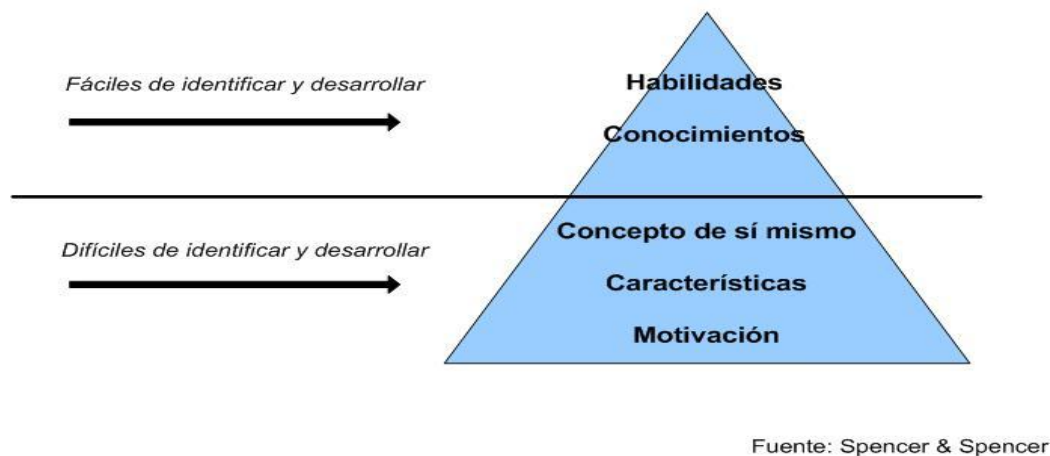 Fáciles de identificar y desarrollar
Habilidades
Conocimientos
Difíciles de identificar y desarrollar
Concepto de sí mismo
Características
Motivación
Fuente: Spencer & Spencer